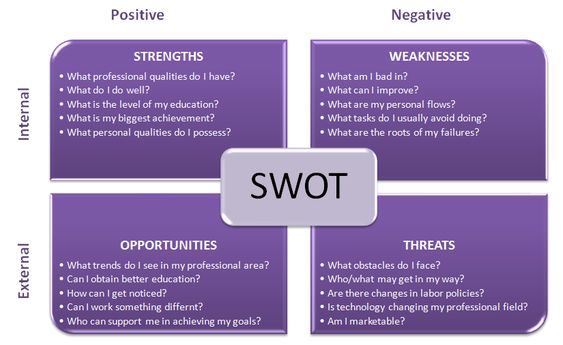 Positive
Negative
Internal
STRENGTHS
• What professional qualities do I have?
• What do I do well?
• What is the level of my education?
• What is my biggest achievement?
• What personal qualities do I possess?
WEAKNESSES
• What am I bad in?
• What can I improve?
• What are my personal flows?
• What tasks do I usually avoid doing?
• What are the roots of my failures?
SWOT
External
OPPORTUNITIES
• What trends do I see in my professional area?
• Can I obtain better education?
• How can I get noticed?
• Can I work something differnt?
• Who can support me in achieving my goals?
THREATS
• What obstacles do I face?
• Who/what may get in my way?
• Are there changes in labor policies?
• Is technology changing my professional field?
• Am I marketable?